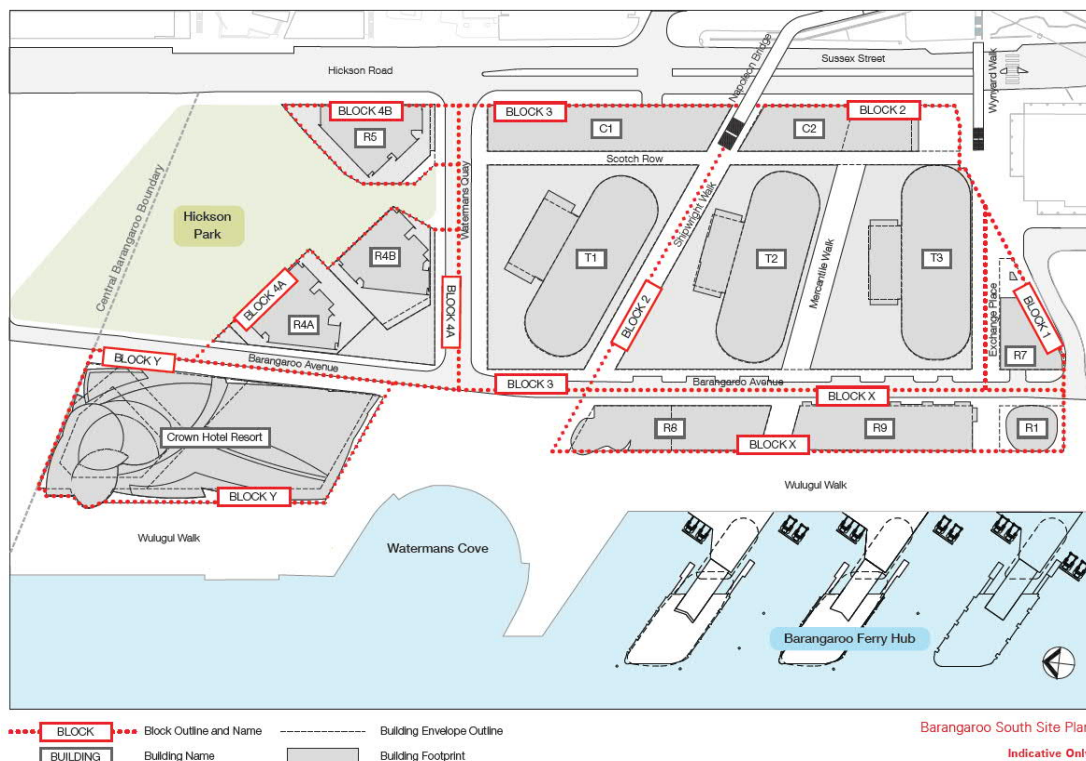 Hickson Road
Sussex Street
Napoleon Bridge
Wynyard Walk
BLOCK 4B
R5
BLOCK 3
C1
C2
BLOCK 2
Scotch Row
Central Barangaroo Boundary
Hickson
Park
Watermans Quay
Shipwright Walk
R4B
BLOCK 4A
R4A
BLOCK 4A
T1
BLOCK 2
T2
Mercantile Walk
T3
Exchange Place
BLOCK 1
R7
BLOCK Y
Barangaroo Avenue
BLOCK 3
Barangaroo Avenue
BLOCK X
Crown Hotel Resort
R8
R9
R1
BLOCK X
BLOCK Y
Wulugul Walk
Wulugul Walk
Watermans Cove
Barangaroo Ferry Hub
BLOCK
Block Outline and Name
Building Envelope Outline
BUILDING
Building Name
Building Footprint
Barangaroo South Site Plan
Indicative Only